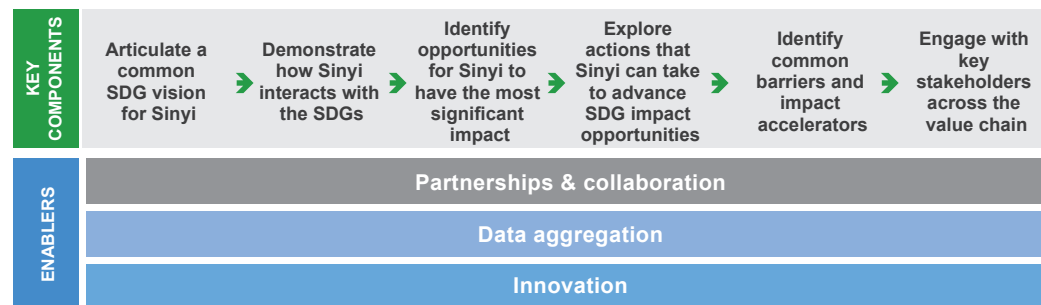 KEY
COMPONENTS
Articulate a
common
SDG vision
for Sinyi
Demonstrate
how Sinyi
interacts with
the SDGs
Identify
opportunities
for Sinyi to
have the most
significant
impact
Explore
actions that
Sinyi can take
to advance
SDG impact
opportunities
Identify
common
barriers and
impact
accelerators
Engage with
key
stakeholders
across the
value chain
ENABLERS
Partnerships & collaboration
Data aggregation
Innovation